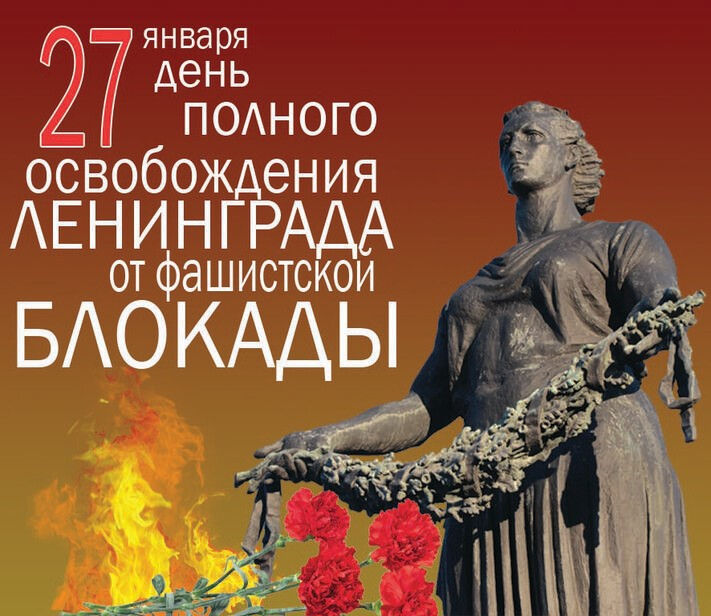 27 января
день
полного
освобождения
ЛЕНИНГРАДА
от фашистской
БЛОКАДЫ